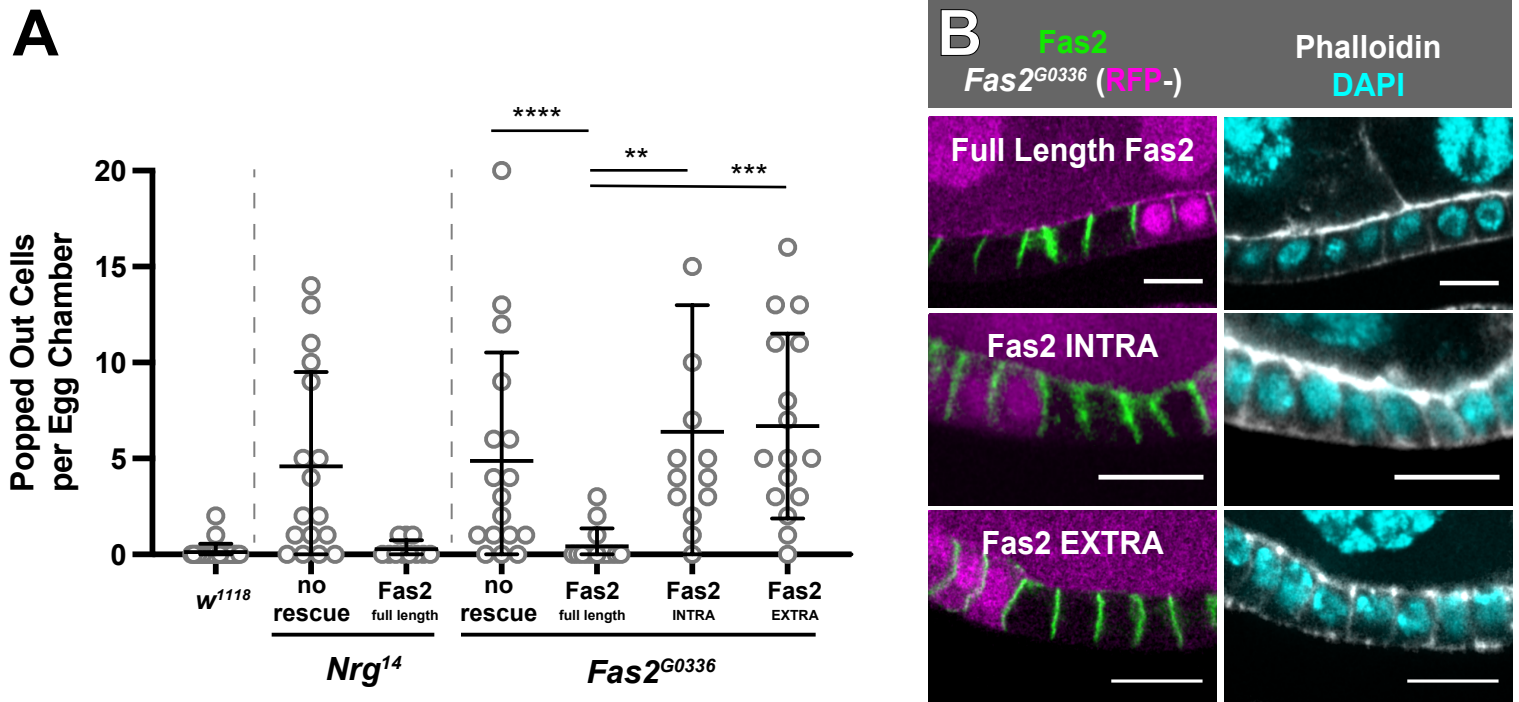 A
Popped Out Cells
per Egg Chamber
20
15
10
5
0
****
**
***
w1118
no
rescue
Fas2
full length
no
rescue
Fas2
full length
Fas2
INTRA
Fas2
EXTRA
Nrg14
Fas2G0336
B
Fas2
Fas2G0336 (RFP-)
Phalloidin
DAPI
Full Length Fas2
Fas2 INTRA
Fas2 EXTRA